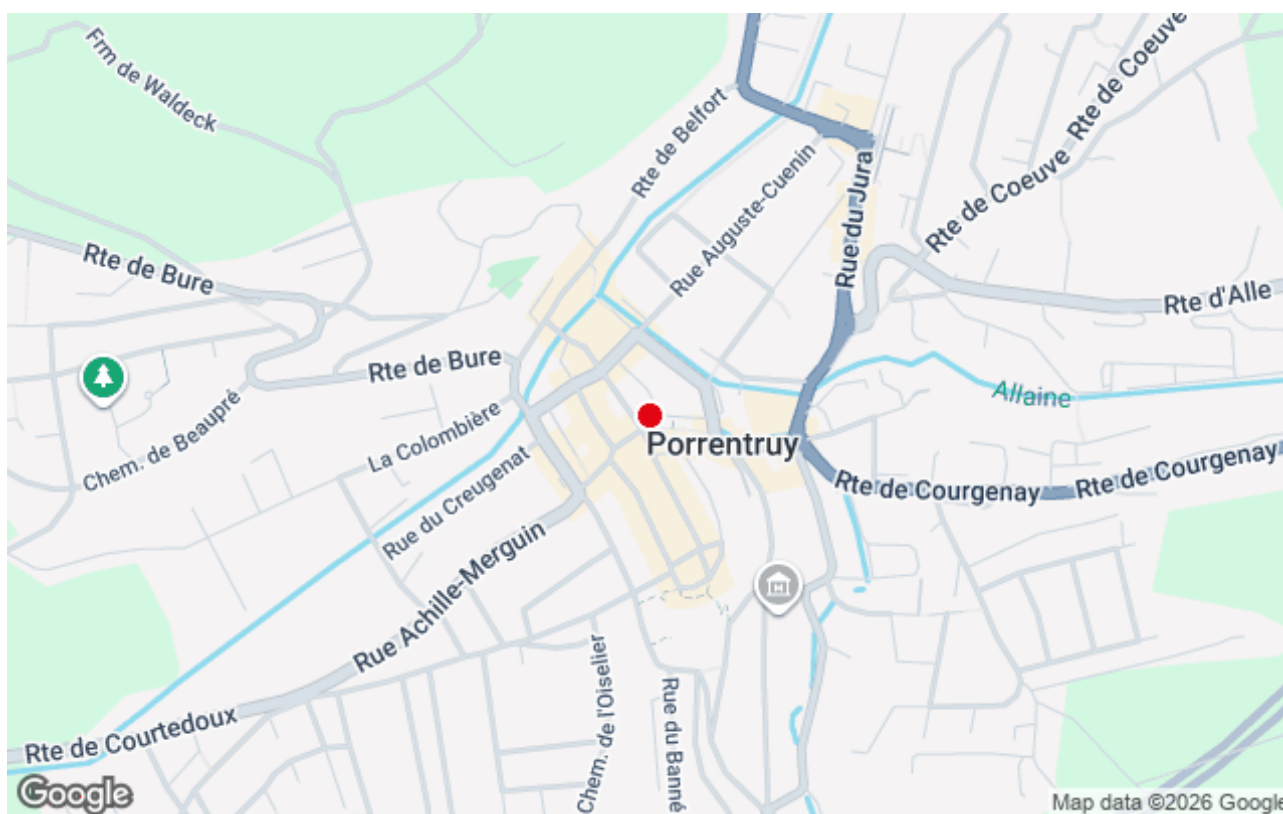 Frm de Waldeck
Rte de Belfort
Rte de Coeuve
Rte de Coeuve
Rue Auguste-Cuenin
Rue du Jura
Rte de Bure
Rte d'Alle
Rte de Bure
Allaine
Chem. de Beaupré
La Colombière
Porrentruy
Rue du Creugenat
Rte de Courgenay
Rte de Courgenay
Rue Achille-Merguin
Chem. de l'Oiselier
Rue du Banné
Rte de Courtedoux
Google
Map data ©2026 Google